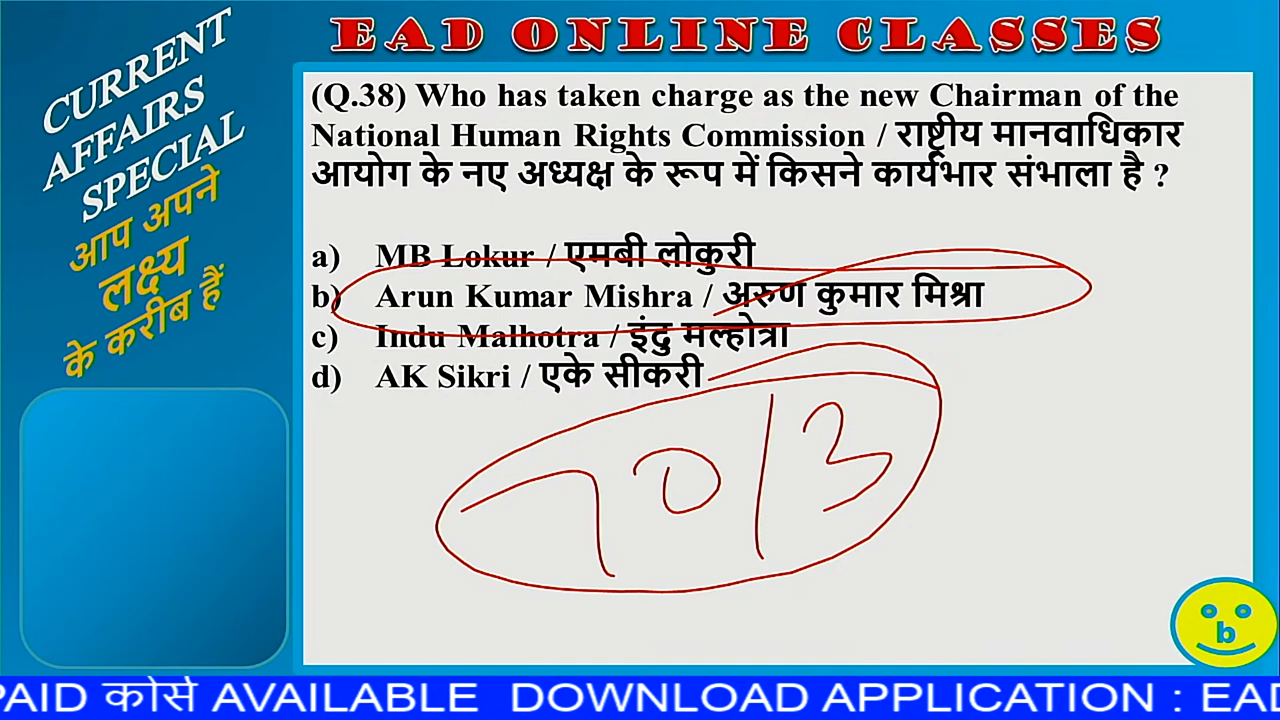 EAD ONLINE CLASSES
CURRENT
AFFAIRS
SPECIAL
आप अपने
लक्ष्य
के करीब हैं
(Q.38) Who has taken charge as the new Chairman of the
National Human Rights Commission / राष्ट्रीय मानवाधिकार
आयोग के नए अध्यक्ष के रूप में किसने कार्यभार संभाला है ?
a) MB Lokur / एमबी लोकुरी
b) Arun Kumar Mishra / अरुण कुमार मिश्रा
c) Indu Malhotra / इंदु मल्होत्रा
d) AK Sikri / एके सीकरी
b
PAID कोर्स AVAILABLE DOWNLOAD APPLICATION : EAD